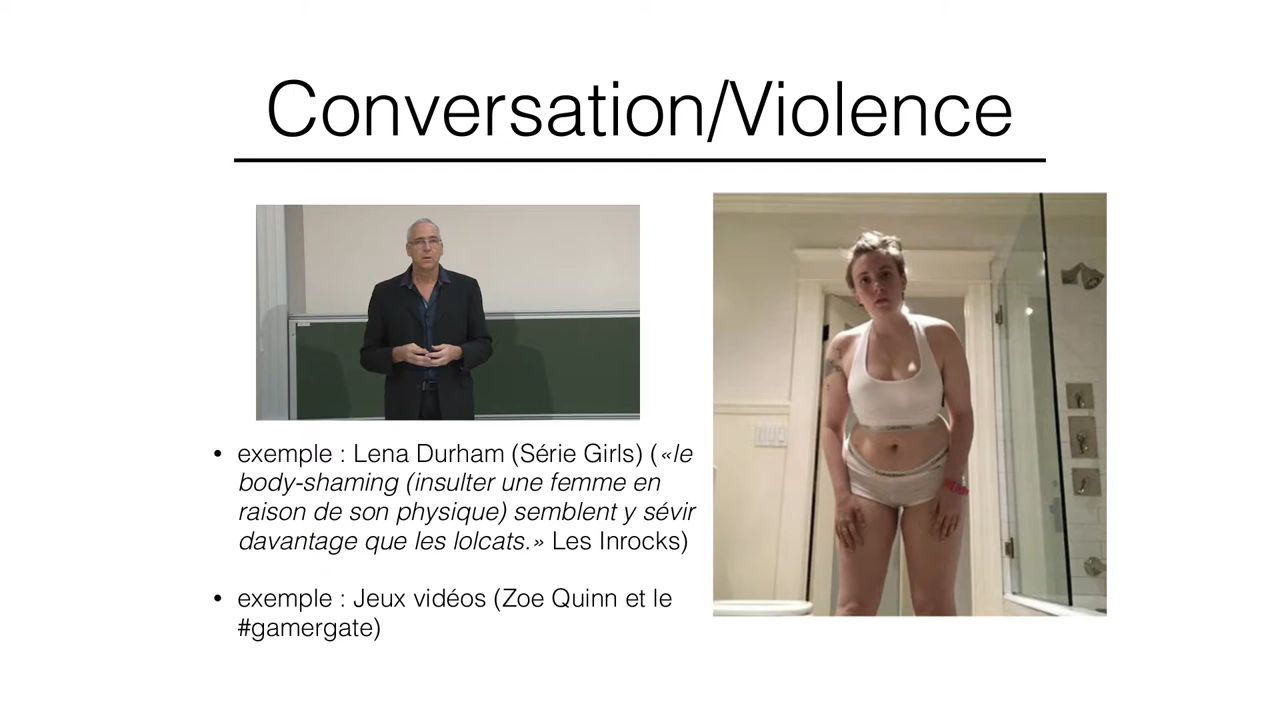 Conversation/Violence
• exemple : Lena Durham (Série Girls) («le
body-shaming (insulter une femme en
raison de son physique) semblent y sévir
davantage que les lolcats.» Les Inrocks)
• exemple : Jeux vidéos (Zoe Quinn et le
#gamergate)